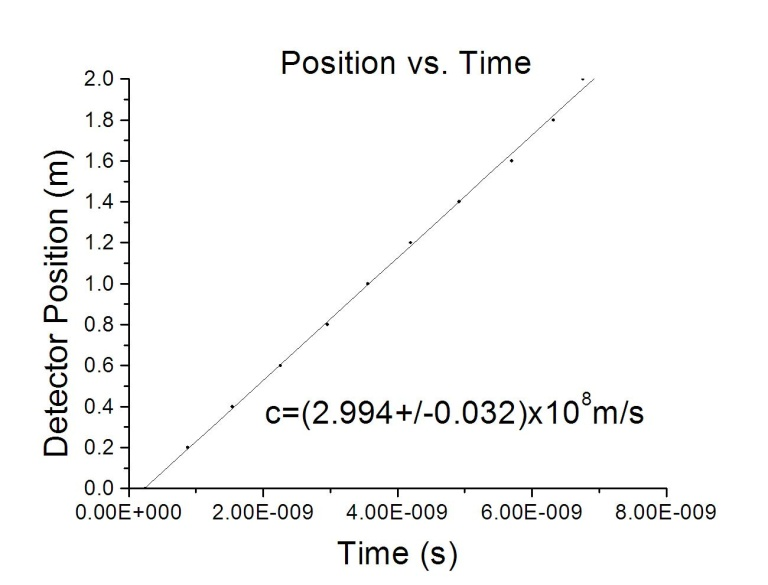 Position vs. Time
2.0
1.8
1.6
1.4
1.2
1.0
0.8
0.6
0.4
0.2
0.0
Detector Position (m)
c=(2.994+/-0.032)x10⁸m/s
0.00E+000 2.00E-009 4.00E-009 6.00E-009 8.00E-009
Time (s)